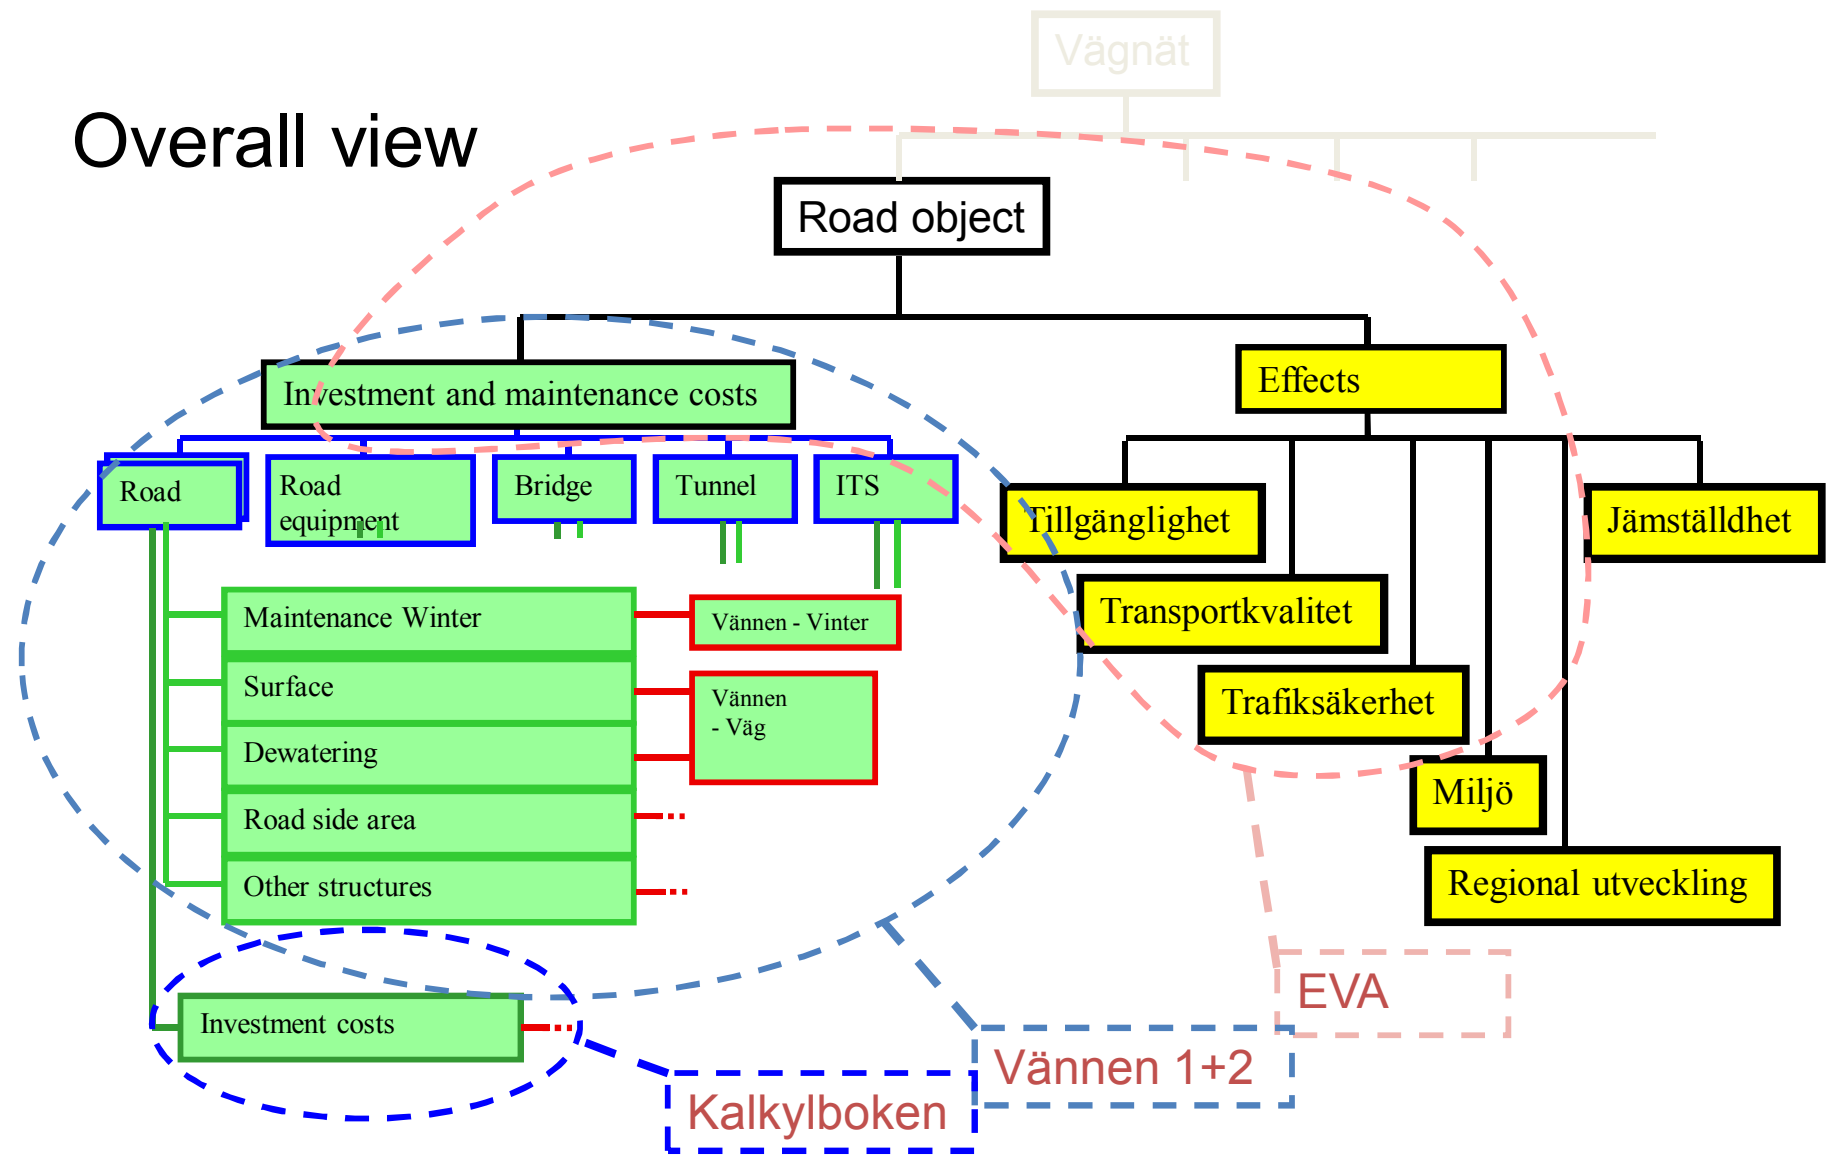 Vägnät
Overall view
Road object
Investment and maintenance costs
Effects
Road
Road
equipment
Bridge
Tunnel
ITS
Tillgänglighet
Jämställdhet
Transportkvalitet
Trafiksäkerhet
Miljö
Regional utveckling
Maintenance Winter
Vännen - Vinter
Surface
Vännen
- Väg
Dewatering
Road side area
Other structures
Investment costs
EVA
Vännen 1+2
Kalkylboken